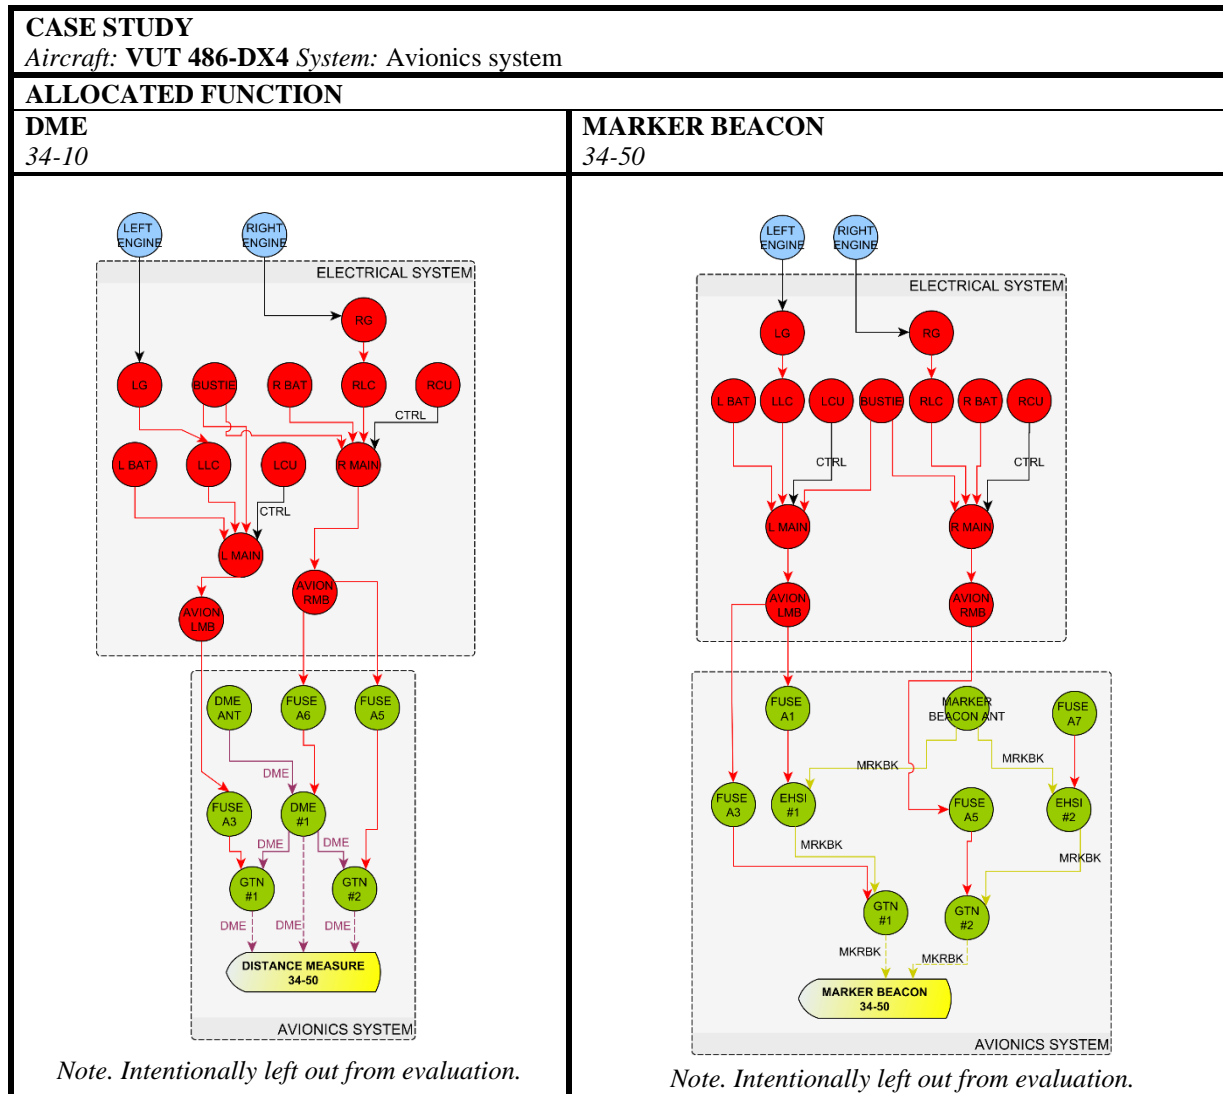 CASE STUDY
Aircraft: VUT 486-DX4 System: Avionics system
ALLOCATED FUNCTION
DME
34-10
LEFT
ENGINE
RIGHT
ENGINE
ELECTRICAL SYSTEM
RG
LG
BUSTIE
R BAT
RLC
RCU
CTRL
L BAT
LLC
LCU
R MAIN
CTRL
L MAIN
AVION
RMB
AVION
LMB
DME
ANT
FUSE
A6
FUSE
A5
DME
FUSE
A3
DME
#1
DME
DME
GTN
#1
GTN
#2
DME
DME
DME
DISTANCE MEASURE
34-50
AVIONICS SYSTEM
Note. Intentionally left out from evaluation.
MARKER BEACON
34-50
LEFT
ENGINE
RIGHT
ENGINE
ELECTRICAL SYSTEM
LG
RG
L BAT
LLC
LCU
BUSTIE
RLC
R BAT
RCU
CTRL
CTRL
L MAIN
R MAIN
AVION
LMB
AVION
RMB
FUSE
A1
MARKER
BEACON ANT
FUSE
A7
MRKBK
MRKBK
FUSE
A3
EHSI
#1
FUSE
A5
EHSI
#2
MRKBK
MRKBK
GTN
#1
GTN
#2
MKRBK
MKRBK
MARKER BEACON
34-50
AVIONICS SYSTEM
Note. Intentionally left out from evaluation.